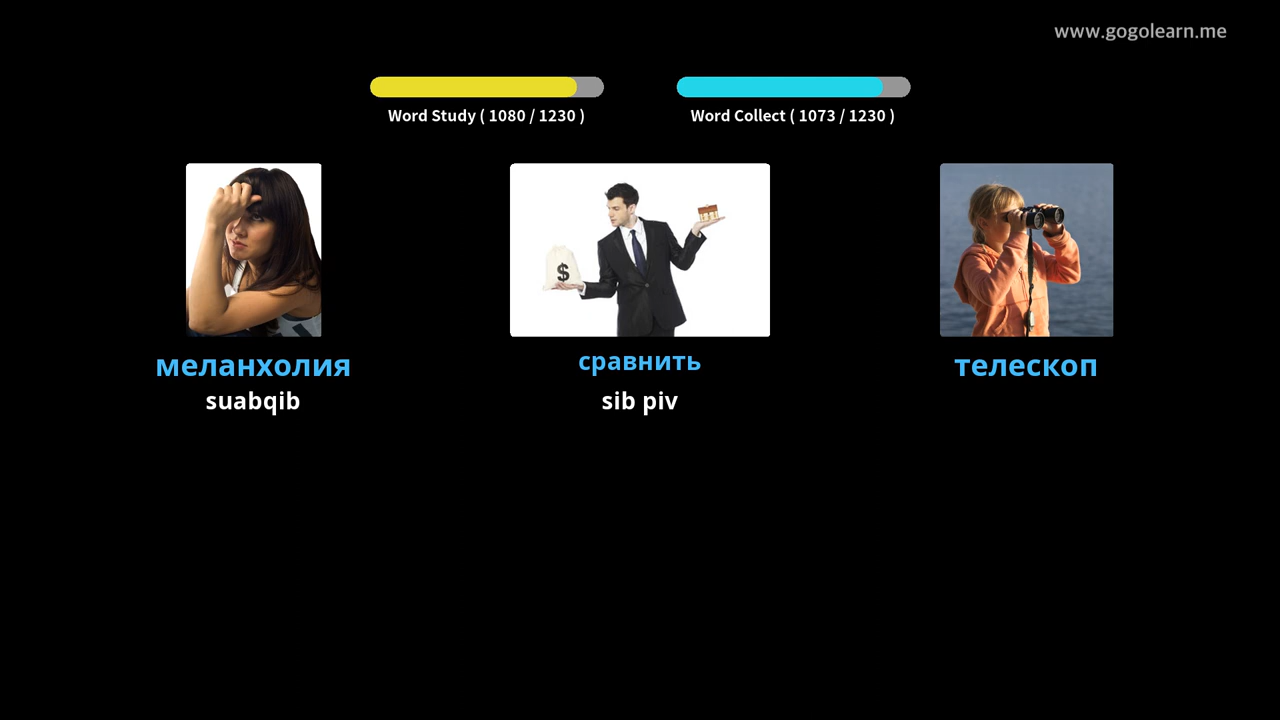 www.gogolearn.me
Word Study ( 1080 / 1230 )
Word Collect ( 1073 / 1230 )
$
меланхолия
suabqib
сравнить
sib piv
телескоп